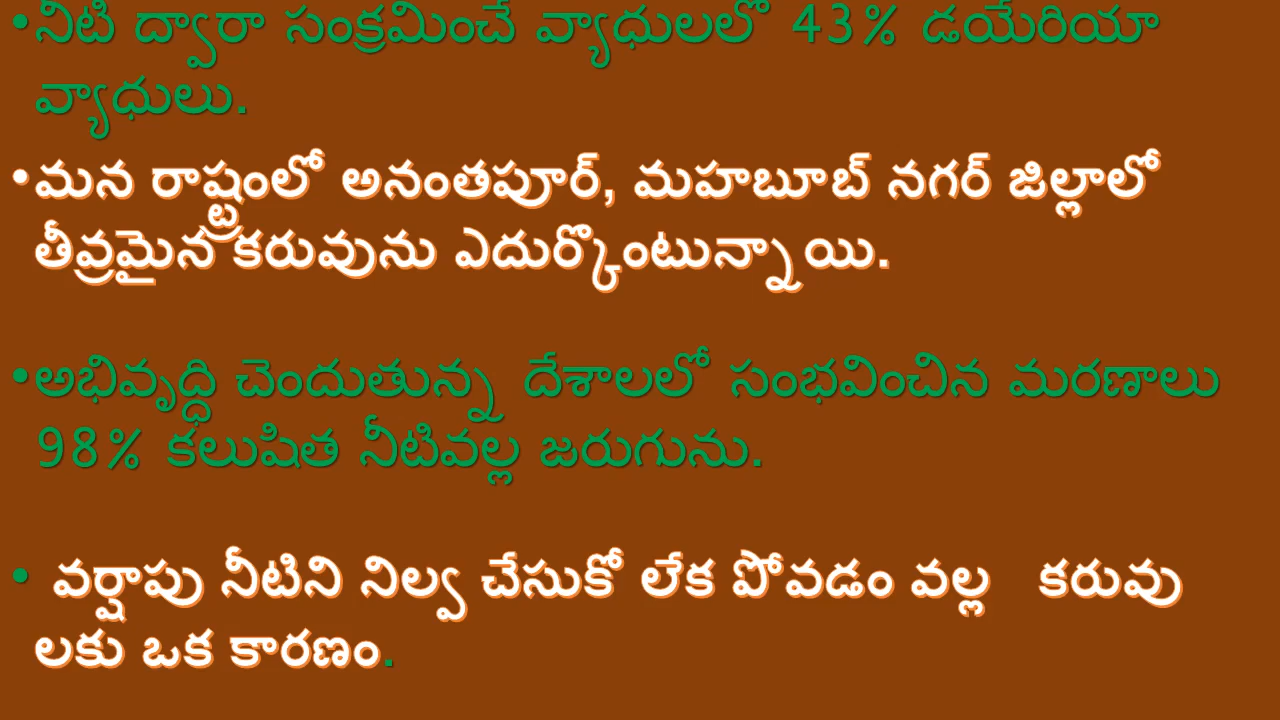 •నీటి ద్వారా సంక్రమించే వ్యాధులలో 43% డయేరియా
వ్యాధులు.
•మన రాష్ట్రంలో అనంతపూర్, మహబూబ్ నగర్ జిల్లాలో
తీవ్రమైన కరువును ఎదుర్కొంటున్నాయి.
•అభివృద్ధి చెందుతున్న దేశాలలో సంభవించిన మరణాలు
98% కలుషిత నీటివల్ల జరుగును.
• వర్షాపు నీటిని నిల్వ చేసుకో లేక పోవడం వల్ల కరువు
లకు ఒక కారణం.